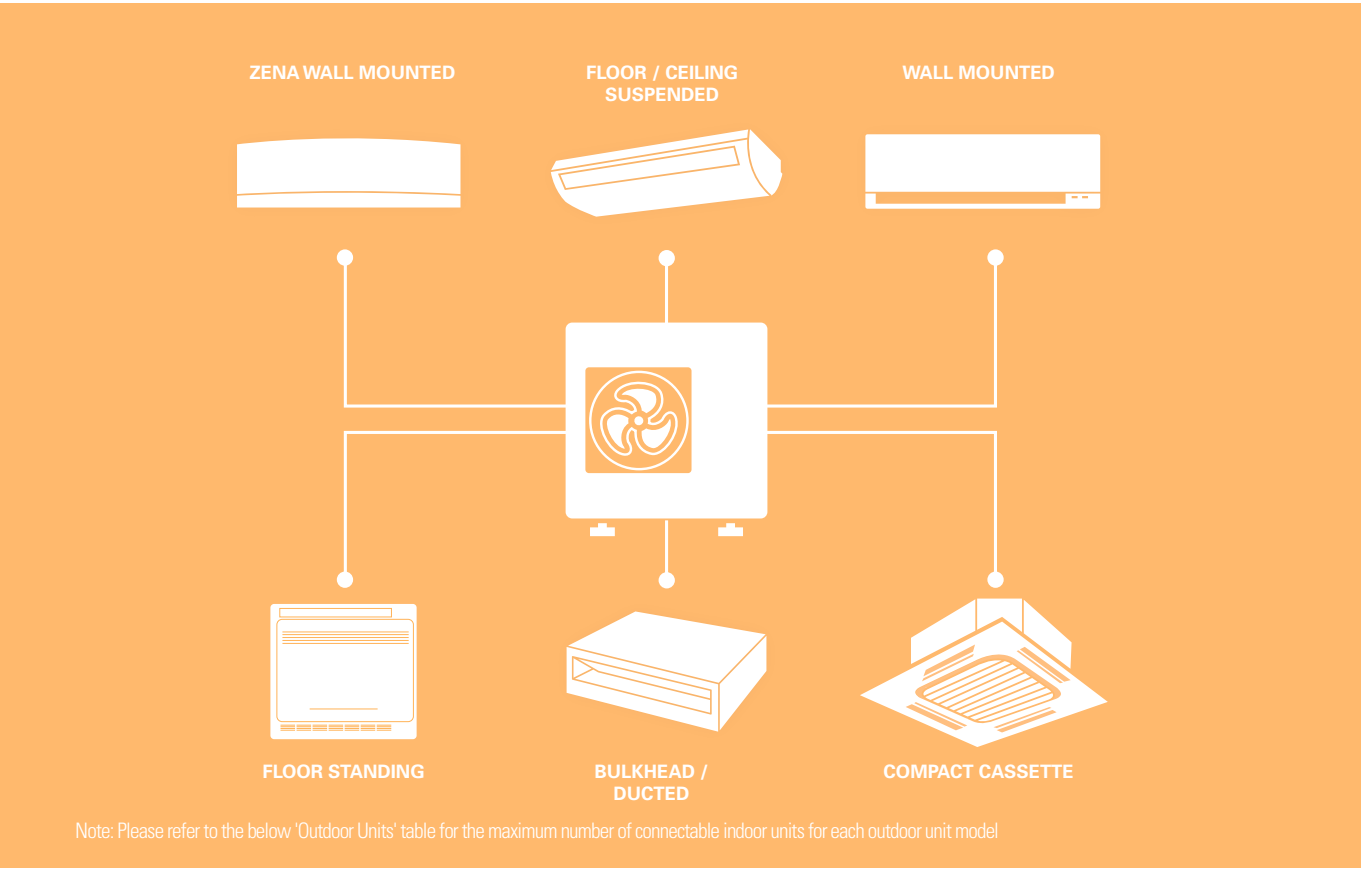 ZENA WALL MOUNTED
FLOOR / CEILING
SUSPENDED
WALL MOUNTED
FLOOR STANDING
BULKHEAD /
DUCTED
COMPACT CASSETTE
Note: Please refer to the below 'Outdoor Units' table for the maximum number of connectable indoor units for each outdoor unit model